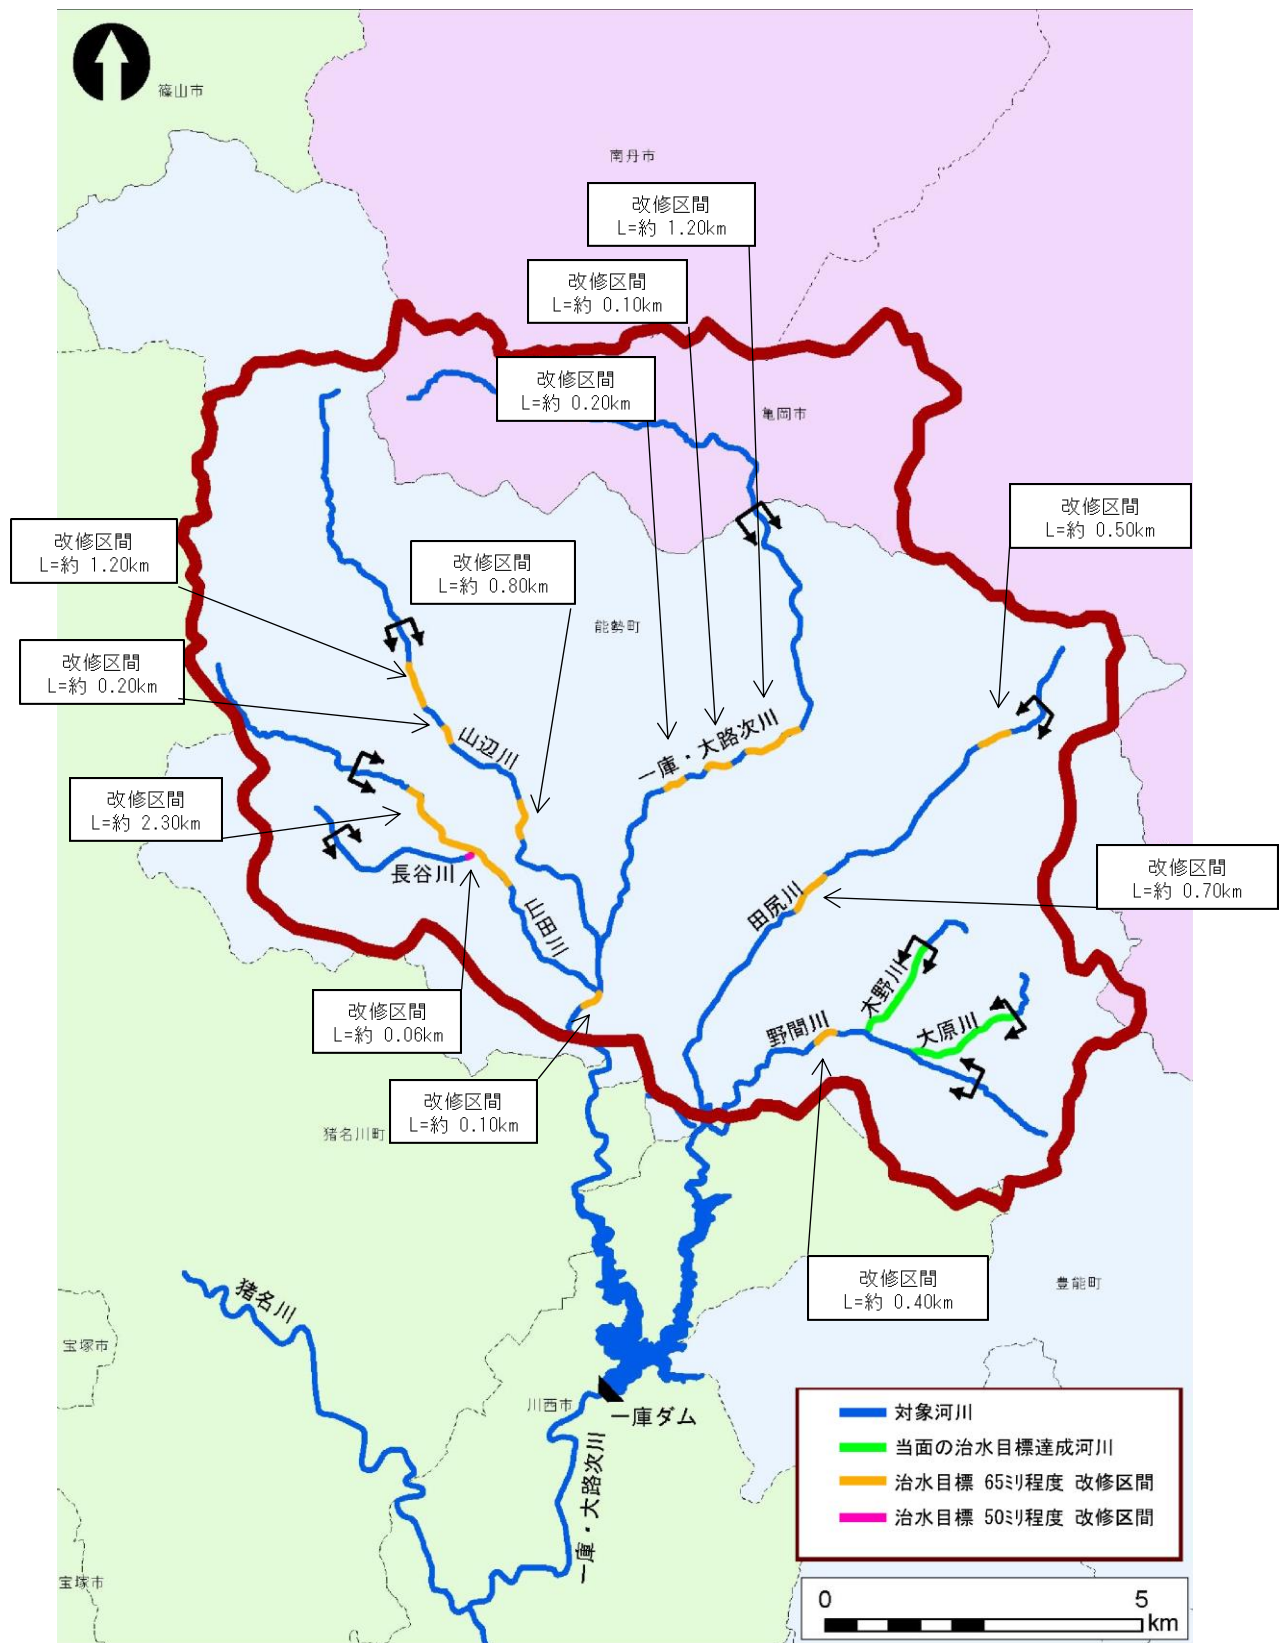 篠山市
南丹市
改修区間
L=約 1.20km
改修区間
L=約 0.10km
改修区間
L=約 0.20km
亀岡市
改修区間
L=約 0.50km
改修区間
L=約 1.20km
改修区間
L=約 0.80km
能勢町
改修区間
L=約 0.20km
山辺川
一庫・大路次川
改修区間
L=約 2.30km
長谷川
改修区間
L=約 0.70km
田尻川
山田川
木野川
大原川
野間川
改修区間
L=約 0.06km
改修区間
L=約 0.10km
猪名川町
改修区間
L=約 0.40km
豊能町
猪名川
宝塚市
川西市
一庫ダム
一庫・大路次川
宝塚市
対象河川
当面の治水目標達成河川
治水目標 65ミリ程度 改修区間
治水目標 50ミリ程度 改修区間
0 5
km